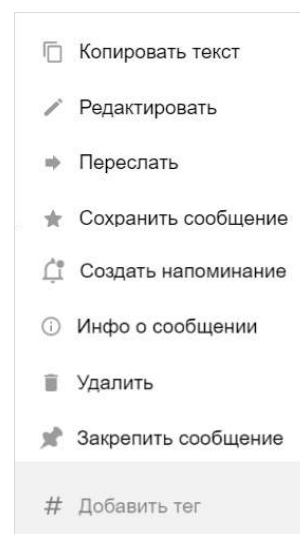 Копировать текст
Редактировать
Переслать
Сохранить сообщение
Создать напоминание
Инфо о сообщении
Удалить
Закрепить сообщение
# Добавить тег